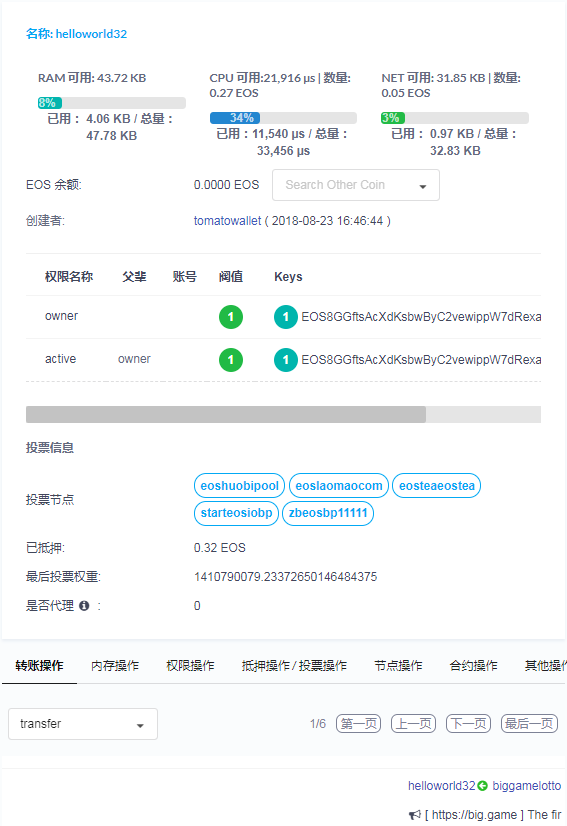 名称: helloworld32
RAM 可用: 43.72 KB
8%
已用： 4.06 KB / 总量：
47.78 KB
CPU 可用:21,916 µs | 数量:
0.27 EOS
34%
已用：11,540 µs / 总量：
33,456 µs
NET 可用: 31.85 KB | 数量:
0.05 EOS
3%
已用： 0.97 KB / 总量：
32.83 KB
EOS 余额: 0.0000 EOS Search Other Coin
创建者: tomatowallet ( 2018-08-23 16:46:44 )
权限名称 父辈 账号 阀值 Keys
owner 1 1 EOS8GGftsAcXdKsbwByC2vewippW7dRexa
active owner 1 1 EOS8GGftsAcXdKsbwByC2vewippW7dRexa
投票信息
投票节点 eoshuobipool eoslaomaocom eosteaeostea
starteosiobp zbeosbp11111
已抵押: 0.32 EOS
最后投票权重: 1410790079.23372650146484375
是否代理 : 0
转账操作 内存操作 权限操作 抵押操作 / 投票操作 节点操作 合约操作 其他操作
transfer 1/6 第一页 上一页 下一页 最后一页
helloworld32 biggamelotto
[ https://big.game ] The fir